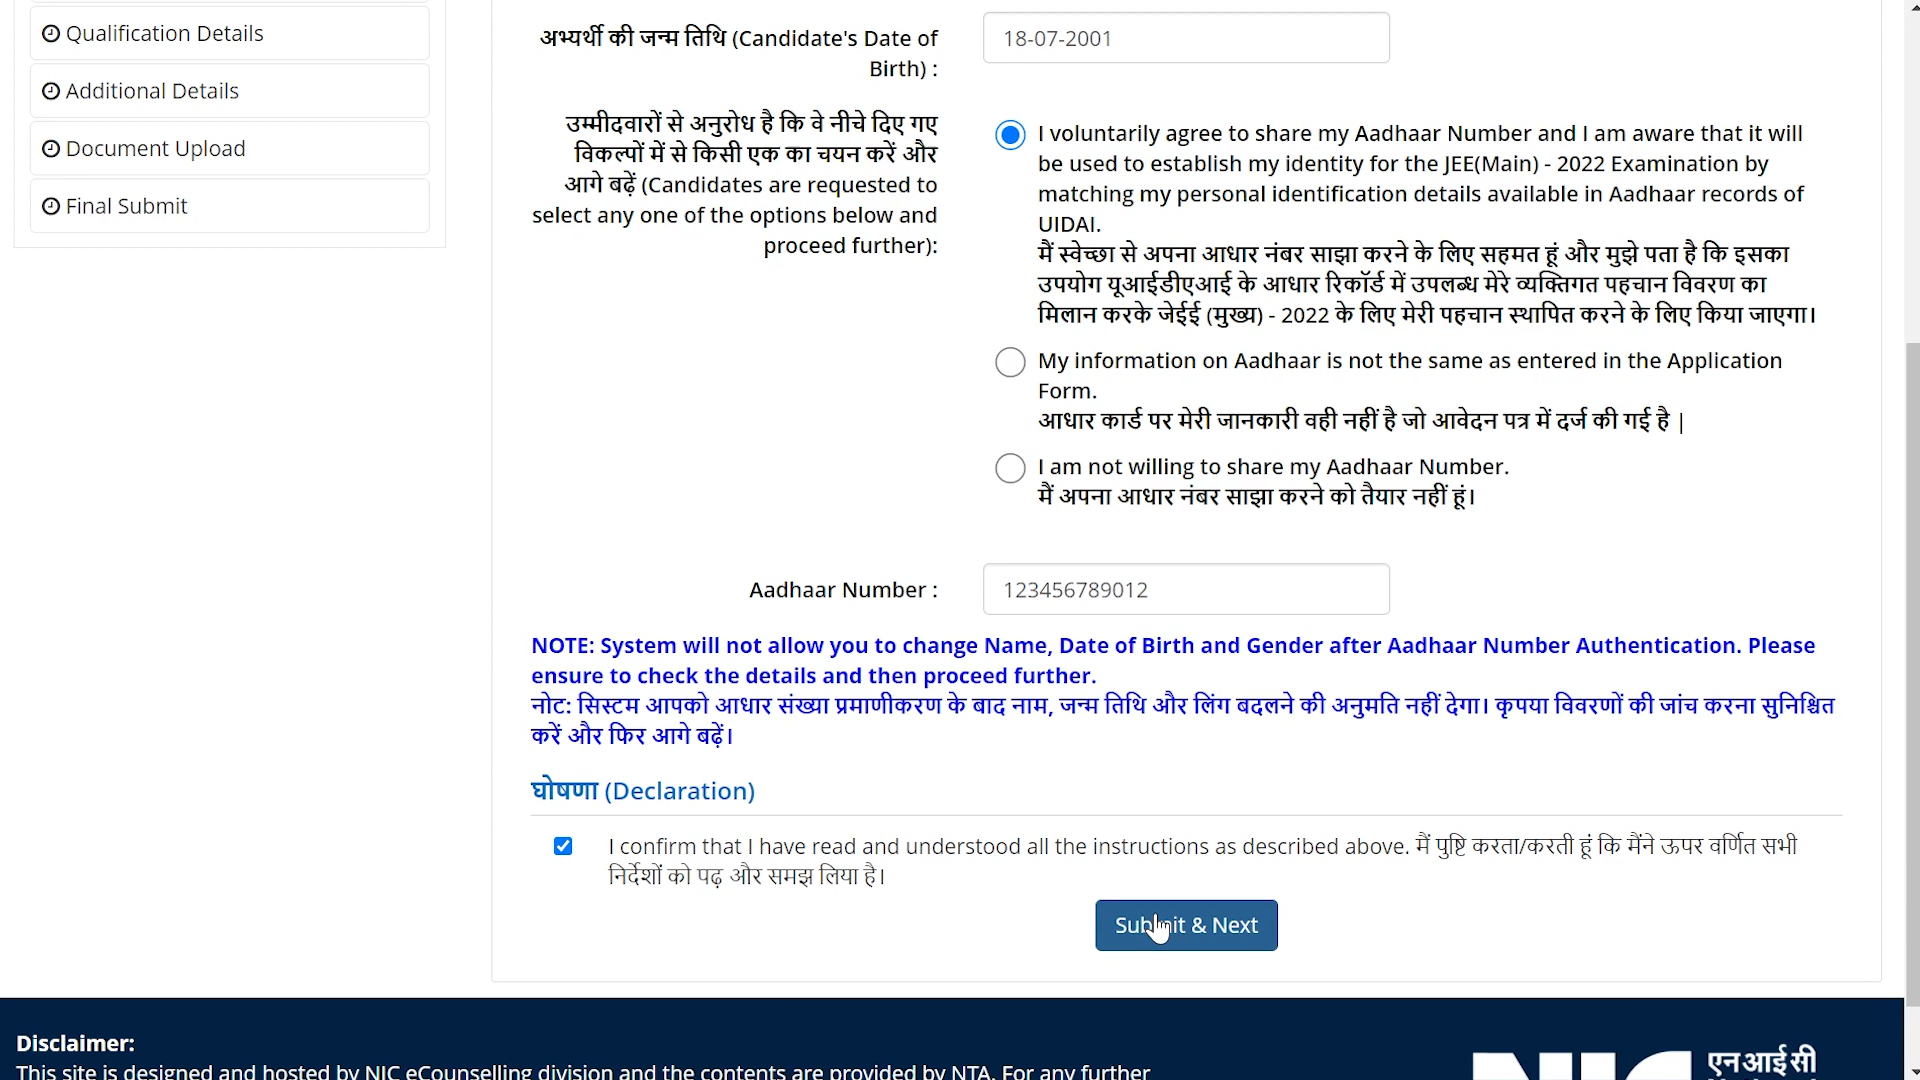 Qualification Details
Additional Details
Document Upload
Final Submit
अभ्यर्थी की जन्म तिथि (Candidate's Date of
Birth) :
18-07-2001
उम्मीदवारों से अनुरोध है कि वे नीचे दिए गए
विकल्पों में से किसी एक का चयन करें और
आगे बढ़ें (Candidates are requested to
select any one of the options below and
proceed further):
I voluntarily agree to share my Aadhaar Number and I am aware that it will
be used to establish my identity for the JEE(Main) - 2022 Examination by
matching my personal identification details available in Aadhaar records of
UIDAI.
मैं स्वेच्छा से अपना आधार नंबर साझा करने के लिए सहमत हूं और मुझे पता है कि इसका
उपयोग यूआईडीएआई के आधार रिकॉर्ड में उपलब्ध मेरे व्यक्तिगत पहचान विवरण का
मिलान करके जेईई (मुख्य) - 2022 के लिए मेरी पहचान स्थापित करने के लिए किया जाएगा।
My information on Aadhaar is not the same as entered in the Application
Form.
आधार कार्ड पर मेरी जानकारी वही नहीं है जो आवेदन पत्र में दर्ज की गई है |
I am not willing to share my Aadhaar Number.
मैं अपना आधार नंबर साझा करने को तैयार नहीं हूं।
Aadhaar Number :
123456789012
NOTE: System will not allow you to change Name, Date of Birth and Gender after Aadhaar Number Authentication. Please
ensure to check the details and then proceed further.
नोट: सिस्टम आपको आधार संख्या प्रमाणीकरण के बाद नाम, जन्म तिथि और लिंग बदलने की अनुमति नहीं देगा। कृपया विवरणों की जांच करना सुनिश्चित
करें और फिर आगे बढ़ें।
घोषणा (Declaration)
I confirm that I have read and understood all the instructions as described above. मैं पुष्टि करता/करती हूं कि मैंने ऊपर वर्णित सभी
निर्देशों को पढ़ और समझ लिया है।
Submit & Next
Disclaimer:
This site is designed and hosted by NIC eCounselling division and the contents are provided by NTA. For any further
NIC
एनआईसी